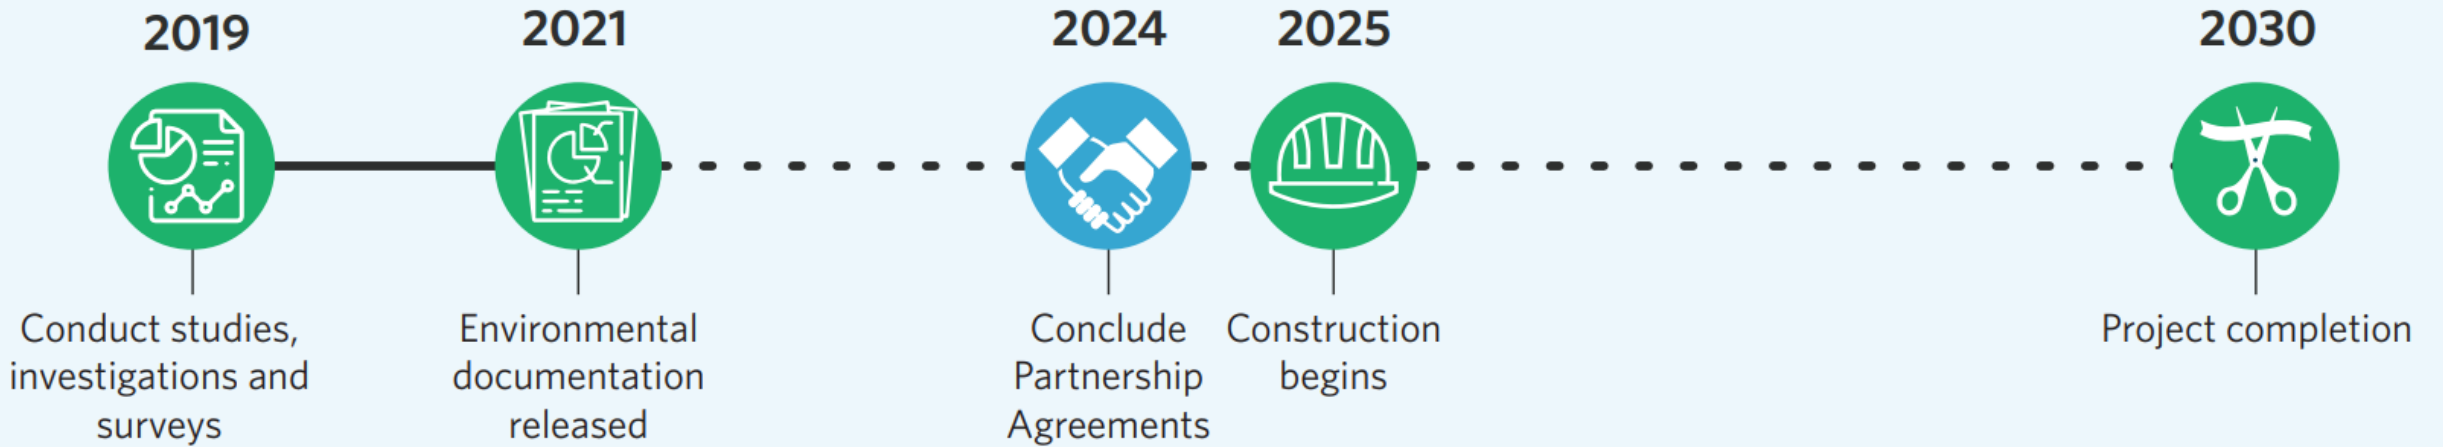 2019
Conduct studies,
investigations and
surveys
2021
Environmental
documentation
released
2024
Conclude
Partnership
Agreements
2025
Construction
begins
2030
Project completion